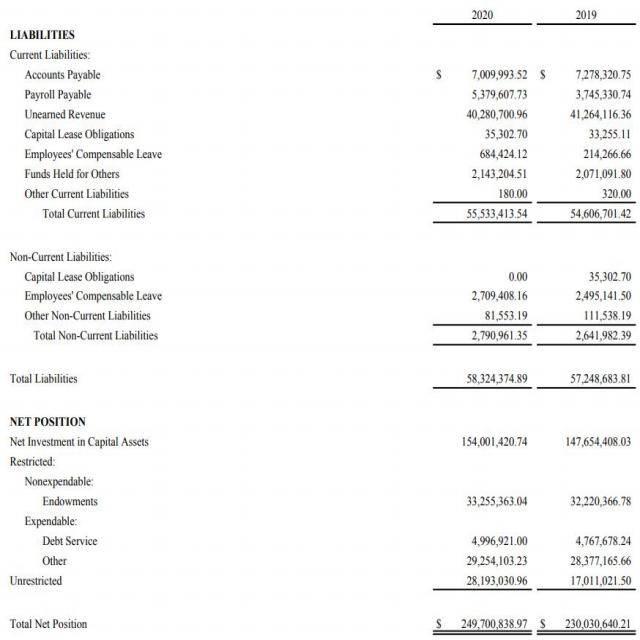 2020 2019
LIABILITIES
Current Liabilities:
Accounts Payable $ 7,009,993.52 $ 7,278,320.75
Payroll Payable 5,379,607.73 3,745,330.74
Unearned Revenue 40,280,700.96 41,264,116.36
Capital Lease Obligations 35,302.70 33,255.11
Employees' Compensable Leave 684,424.12 214,266.66
Funds Held for Others 2,143,204.51 2,071,091.80
Other Current Liabilities 180.00 320.00
Total Current Liabilities 55,533,413.54 54,606,701.42
Non-Current Liabilities:
Capital Lease Obligations 0.00 35,302.70
Employees' Compensable Leave 2,709,408.16 2,495,141.50
Other Non-Current Liabilities 81,553.19 111,538.19
Total Non-Current Liabilities 2,790,961.35 2,641,982.39
Total Liabilities 58,324,374.89 57,248,683.81
NET POSITION
Net Investment in Capital Assets 154,001,420.74 147,654,408.03
Restricted:
Nonexpendable:
Endowments 33,255,363.04 32,220,366.78
Expendable:
Debt Service 4,996,921.00 4,767,678.24
Other 29,254,103.23 28,377,165.66
Unrestricted 28,193,030.96 17,011,021.50
Total Net Position $ 249,700,838.97 $ 230,030,640.21